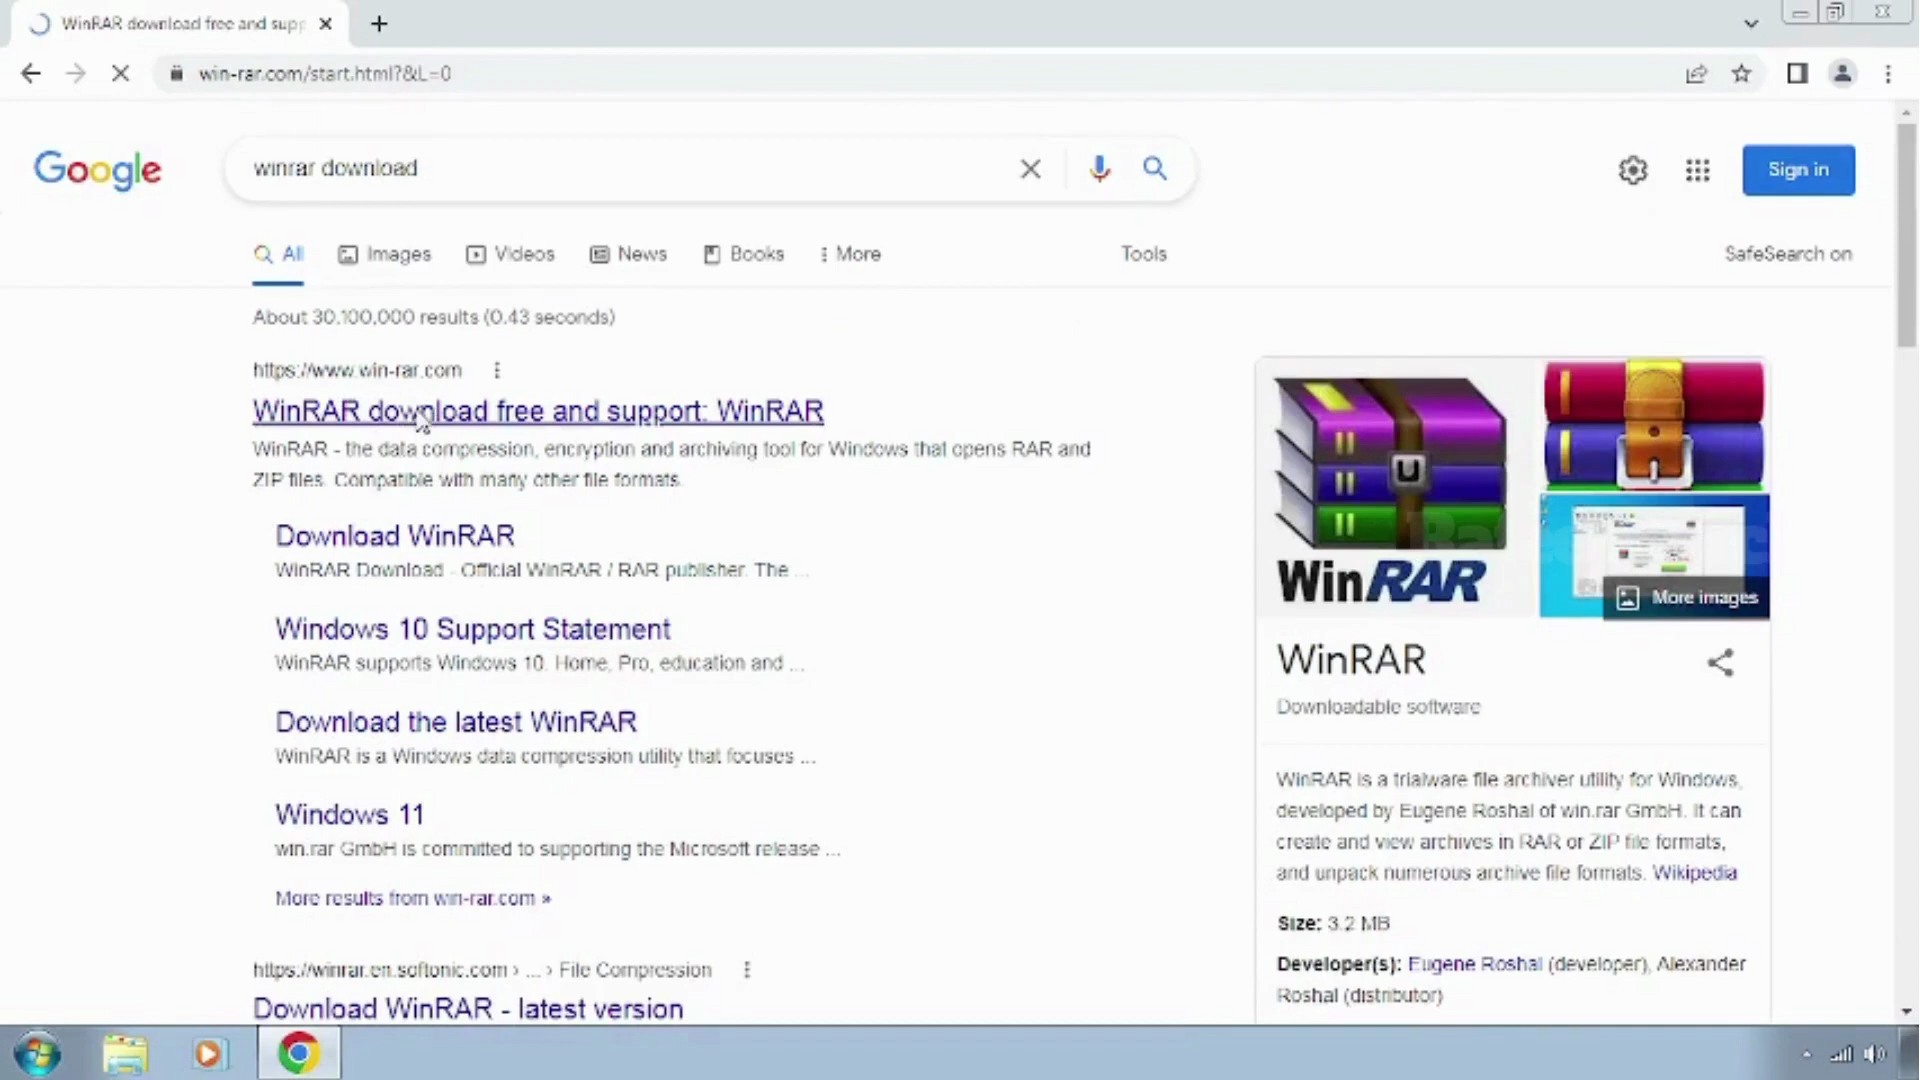 WinRAR download free and supp
win-rar.com/start.html?&L=0
Google
winrar download
Sign in
All
Images
Videos
News
Books
More
Tools
SafeSearch on
About 30,100,000 results (0.43 seconds)
https://www.win-rar.com
WinRAR download free and support: WinRAR
WinRAR - the data compression, encryption and archiving tool for Windows that opens RAR and
ZIP files. Compatible with many other file formats.
Download WinRAR
WinRAR Download - Official WinRAR / RAR publisher. The ...
Windows 10 Support Statement
WinRAR supports Windows 10. Home, Pro, education and ...
Download the latest WinRAR
WinRAR is a Windows data compression utility that focuses ...
Windows 11
win.rar GmbH is committed to supporting the Microsoft release ...
More results from win-rar.com »
https://winrar.en.softonic.com › ... › File Compression
Download WinRAR - latest version
WinRAR
More images
WinRAR
Downloadable software
WinRAR is a trialware file archiver utility for Windows,
developed by Eugene Roshal of win.rar GmbH. It can
create and view archives in RAR or ZIP file formats,
and unpack numerous archive file formats. Wikipedia
Size: 3.2 MB
Developer(s): Eugene Roshal (developer), Alexander
Roshal (distributor)